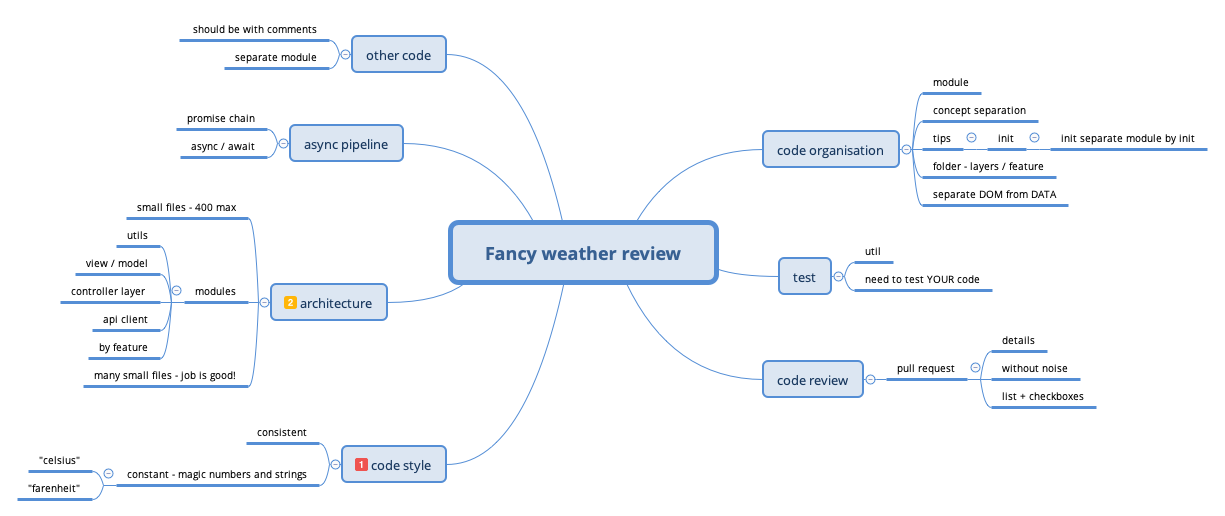 Fancy weather review
code organisation
module
concept separation
tips
init
init separate module by init
folder - layers / feature
separate DOM from DATA
test
util
need to test YOUR code
code review
pull request
details
without noise
list + checkboxes
other code
should be with comments
separate module
async pipeline
promise chain
async / await
2 architecture
small files - 400 max
modules
utils
view / model
controller layer
api client
by feature
many small files - job is good!
1 code style
consistent
constant - magic numbers and strings
"celsius"
"farenheit"